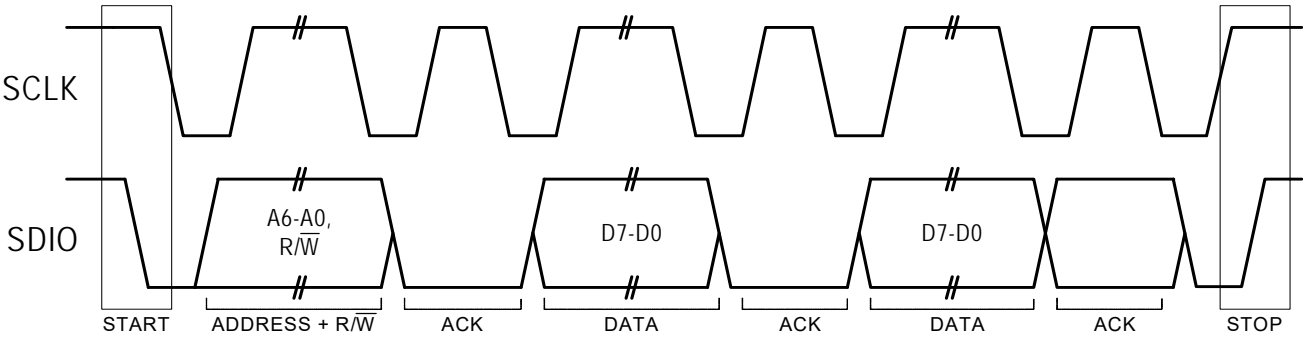 SCLK
SDIO
A6-A0,
R/W̅
D7-D0
D7-D0
START
ADDRESS + R/W̅
ACK
DATA
ACK
DATA
ACK
STOP